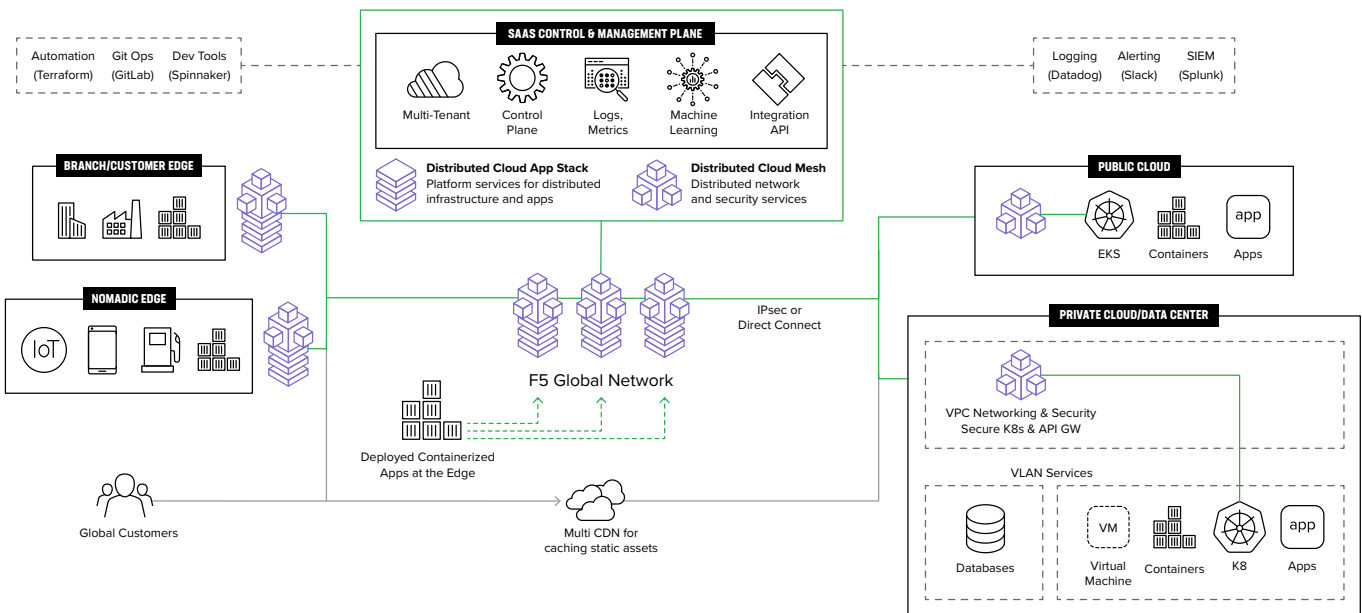 SAAS CONTROL & MANAGEMENT PLANE
Automation
(Terraform)
Git Ops
(GitLab)
Dev Tools
(Spinnaker)
Multi-Tenant
Control
Plane
Logs,
Metrics
Machine
Learning
Integration
API
Logging
(Datadog)
Alerting
(Slack)
SIEM
(Splunk)
Distributed Cloud App Stack
Platform services for distributed
infrastructure and apps
Distributed Cloud Mesh
Distributed network
and security services
BRANCH/CUSTOMER EDGE
NOMADIC EDGE
IoT
F5 Global Network
IPsec or
Direct Connect
Deployed Containerized
Apps at the Edge
Global Customers
Multi CDN for
caching static assets
PUBLIC CLOUD
EKS
Containers
app
Apps
PRIVATE CLOUD/DATA CENTER
VPC Networking & Security
Secure K8s & API GW
VLAN Services
Databases
VM
Virtual
Machine
Containers
K8
app
Apps